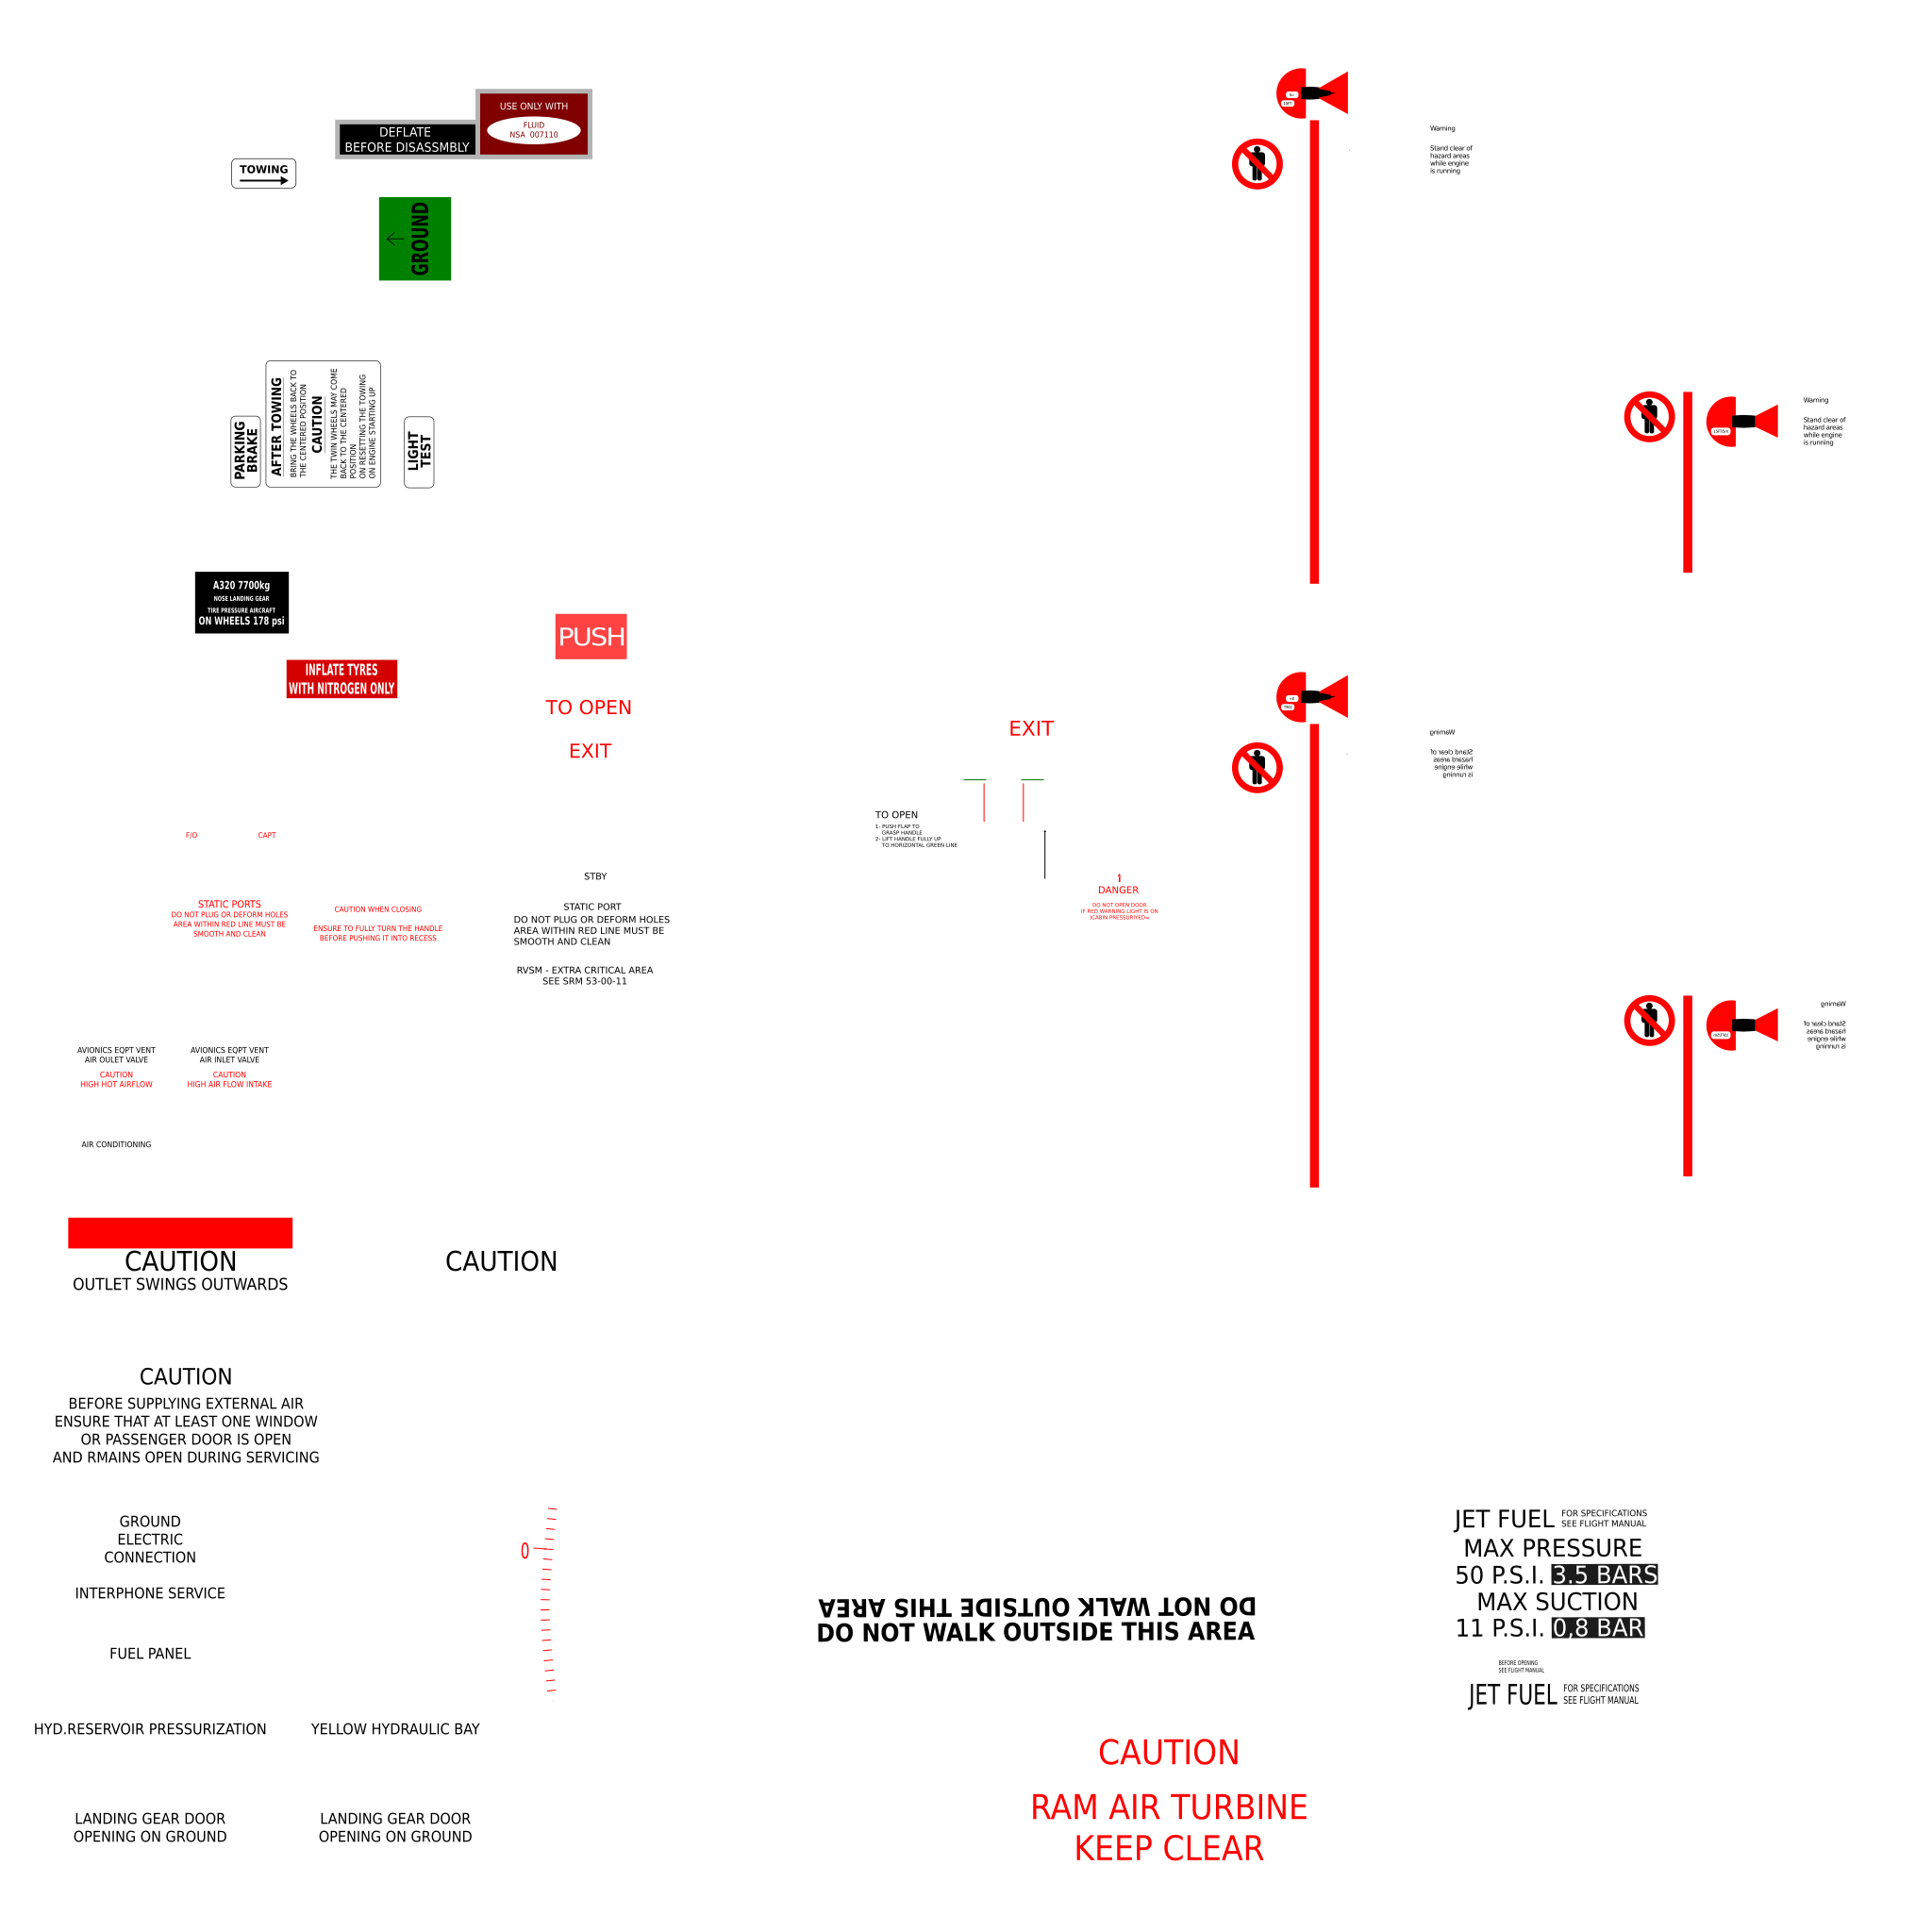 USE ONLY WITH
FLUID
NSA 007110
DEFLATE
BEFORE DISASSMBLY
TOWING
GROUND
PARKING
BRAKE
AFTER TOWING
BRING THE WHEELS BACK TO
THE CENTERED POSITION
CAUTION
THE TWIN WHEELS MAY COME
BACK TO THE CENTERED
POSITION
ON RESETTING THE TOWING
ON ENGINE STARTING UP
LIGHT
TEST
A320 7700kg
NOSE LANDING GEAR
TIRE PRESSURE AIRCRAFT
ON WHEELS 178 psi
INFLATE TYRES
WITH NITROGEN ONLY
PUSH
TO OPEN
EXIT
F/O
CAPT
STATIC PORTS
DO NOT PLUG OR DEFORM HOLES
AREA WITHIN RED LINE MUST BE
SMOOTH AND CLEAN
CAUTION WHEN CLOSING
ENSURE TO FULLY TURN THE HANDLE
BEFORE PUSHING IT INTO RECESS
STBY
STATIC PORT
DO NOT PLUG OR DEFORM HOLES
AREA WITHIN RED LINE MUST BE
SMOOTH AND CLEAN
RVSM - EXTRA CRITICAL AREA
SEE SRM 53-00-11
AVIONICS EQPT VENT
AIR OULET VALVE
CAUTION
HIGH HOT AIRFLOW
AVIONICS EQPT VENT
AIR INLET VALVE
CAUTION
HIGH AIR FLOW INTAKE
AIR CONDITIONING
CAUTION
OUTLET SWINGS OUTWARDS
CAUTION
CAUTION
BEFORE SUPPLYING EXTERNAL AIR
ENSURE THAT AT LEAST ONE WINDOW
OR PASSENGER DOOR IS OPEN
AND RMAINS OPEN DURING SERVICING
GROUND
ELECTRIC
CONNECTION
INTERPHONE SERVICE
FUEL PANEL
HYD.RESERVOIR PRESSURIZATION
YELLOW HYDRAULIC BAY
LANDING GEAR DOOR
OPENING ON GROUND
LANDING GEAR DOOR
OPENING ON GROUND
0
EXIT
TO OPEN
1- PUSH FLAP TO
GRASP HANDLE
2- LIFT HANDLE FULLY UP
TO HORIZONTAL GREEN LINE
DANGER
DO NOT OPEN DOOR
IF RED WARNING LIGHT IS ON
)CABIN PRESSURIYED=
Warning
Stand clear of
hazard areas
while engine
is running
Warning
Stand clear of
hazard areas
while engine
is running
Warning
Stand clear of
hazard areas
while engine
is running
Warning
Stand clear of
hazard areas
while engine
is running
DO NOT WALK OUTSIDE THIS AREA
DO NOT WALK OUTSIDE THIS AREA
CAUTION
RAM AIR TURBINE
KEEP CLEAR
JET FUEL FOR SPECIFICATIONS
SEE FLIGHT MANUAL
MAX PRESSURE
50 P.S.I. 3.5 BARS
MAX SUCTION
11 P.S.I. 0,8 BAR
BEFORE OPENING
SEE FLIGHT MANUAL
JET FUEL FOR SPECIFICATIONS
SEE FLIGHT MANUAL